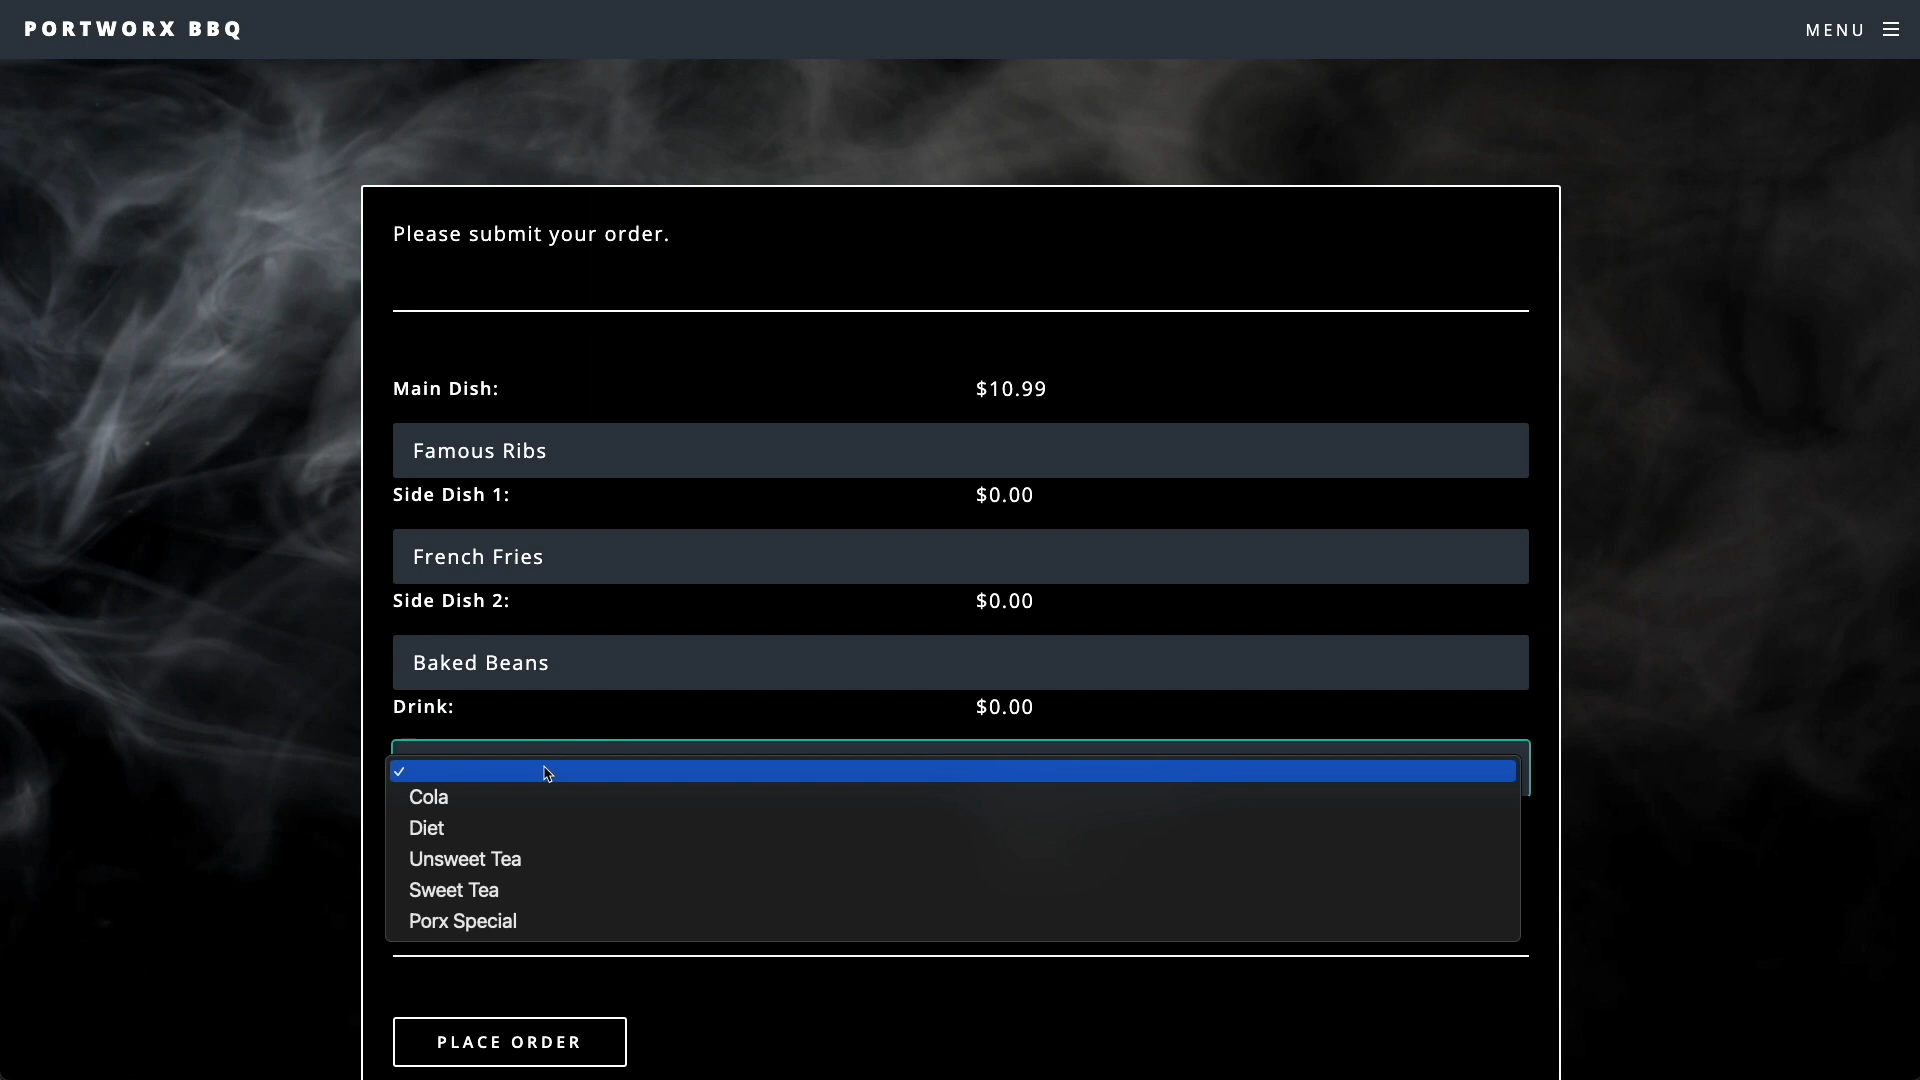 PORTWORX BBQ
MENU
Please submit your order.
Main Dish: $10.99
Famous Ribs
Side Dish 1: $0.00
French Fries
Side Dish 2: $0.00
Baked Beans
Drink: $0.00
Cola
Diet
Unsweet Tea
Sweet Tea
Porx Special
PLACE ORDER